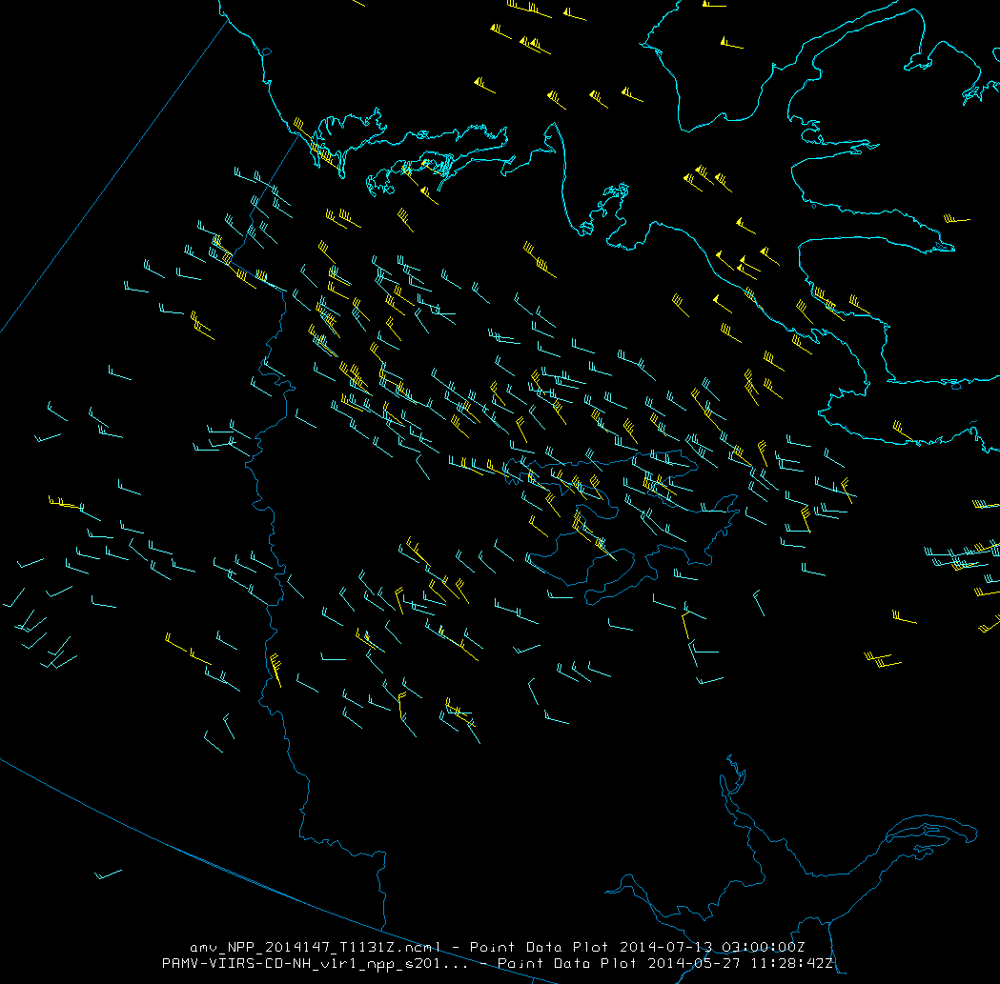 amv_NPP_2014147_T1131Z.ncml - Point Data Plot 2014-07-13 03:00:00Z
PAMV-VIIRS-CD-NH_v1r1_npp_s201... - Point Data Plot 2014-05-27 11:28:42Z